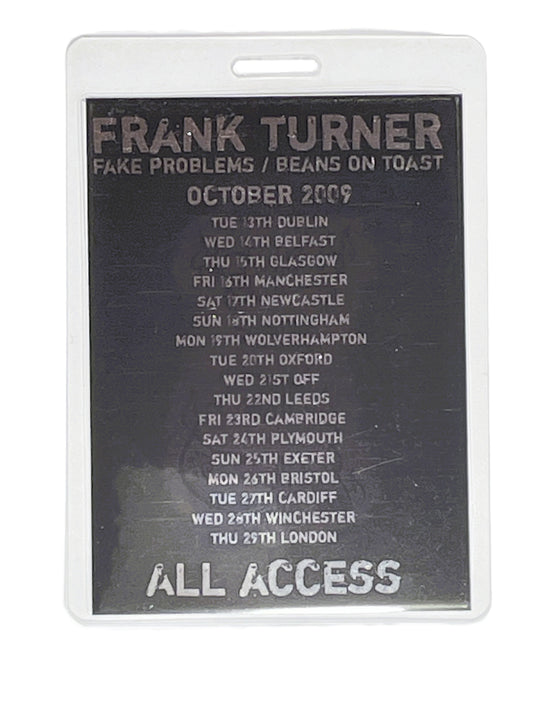 FRANK TURNER
FAKE PROBLEMS / BEANS ON TOAST
OCTOBER 2009
TUE 13TH DUBLIN
WED 14TH BELFAST
THU 15TH GLASGOW
FRI 16TH MANCHESTER
SAT 17TH NEWCASTLE
SUN 18TH NOTTINGHAM
MON 19TH WOLVERHAMPTON
TUE 20TH OXFORD
WED 21ST OFF
THU 22ND LEEDS
FRI 23RD CAMBRIDGE
SAT 24TH PLYMOUTH
SUN 25TH EXETER
MON 26TH BRISTOL
TUE 27TH CARDIFF
WED 28TH WINCHESTER
THU 29TH LONDON
ALL ACCESS